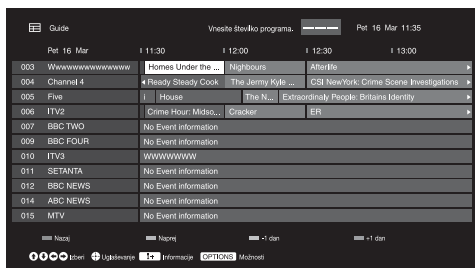 Guide Vnesite številko programa. Pet 16 Mar 11:35
Pet 16 Mar 11:30 12:00 12:30 13:00
003 Wwwwwwwwwwwwww Homes Under the ... Nighbours Afterlife
004 Channel 4 Ready Steady Cook The Jermy Kyle ... CSI NewYork: Crime Scene Investigations
005 Five i House The N... Extraordinaly People: Britains Identity
006 ITV2 Crime Hour: Midso... Cracker ER
007 BBC TWO No Event information
009 BBC FOUR No Event information
010 ITV3 WWWWWWW
011 SETANTA No Event information
012 BBC NEWS No Event information
014 ABC NEWS No Event information
015 MTV No Event information
Nazaj Naprej -1 dan +1 dan
Izberi Uglaševanje Informacije OPTIONS Možnosti